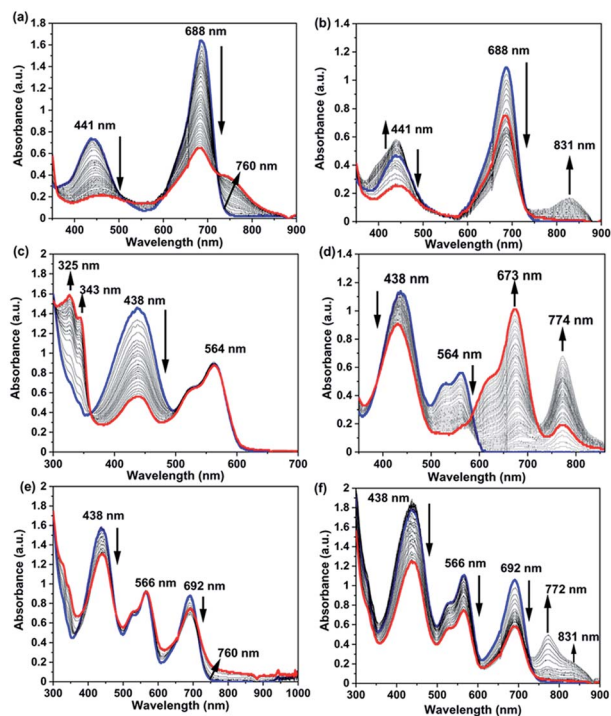 (a)
Absorbance (a.u.)
1.8
1.6
1.4
1.2
1
0.8
0.6
0.4
0.2
0
441 nm
688 nm
760 nm
400 500 600 700 800 900
Wavelength (nm)
(b)
Absorbance (a.u.)
1.4
1.2
1
0.8
0.6
0.4
0.2
0
441 nm
688 nm
831 nm
400 500 600 700 800 900
Wavelength (nm)
(c)
Absorbance (a.u.)
2
1.8
1.6
1.4
1.2
1
0.8
0.6
0.4
0.2
0
325 nm
343 nm
438 nm
564 nm
300 400 500 600 700
Wavelength (nm)
(d)
Absorbance (a.u.)
1.4
1.2
1
0.8
0.6
0.4
0.2
0
438 nm
564 nm
673 nm
774 nm
400 500 600 700 800
Wavelength (nm)
(e)
Absorbance (a.u.)
2
1.8
1.6
1.4
1.2
1
0.8
0.6
0.4
0.2
0
438 nm
566 nm
692 nm
760 nm
300 400 500 600 700 800 900 1000
Wavelength (nm)
(f)
Absorbance (a.u.)
2
1.8
1.6
1.4
1.2
1
0.8
0.6
0.4
0.2
0
438 nm
566 nm
692 nm
772 nm
831 nm
300 400 500 600 700 800 900
Wavelength (nm)